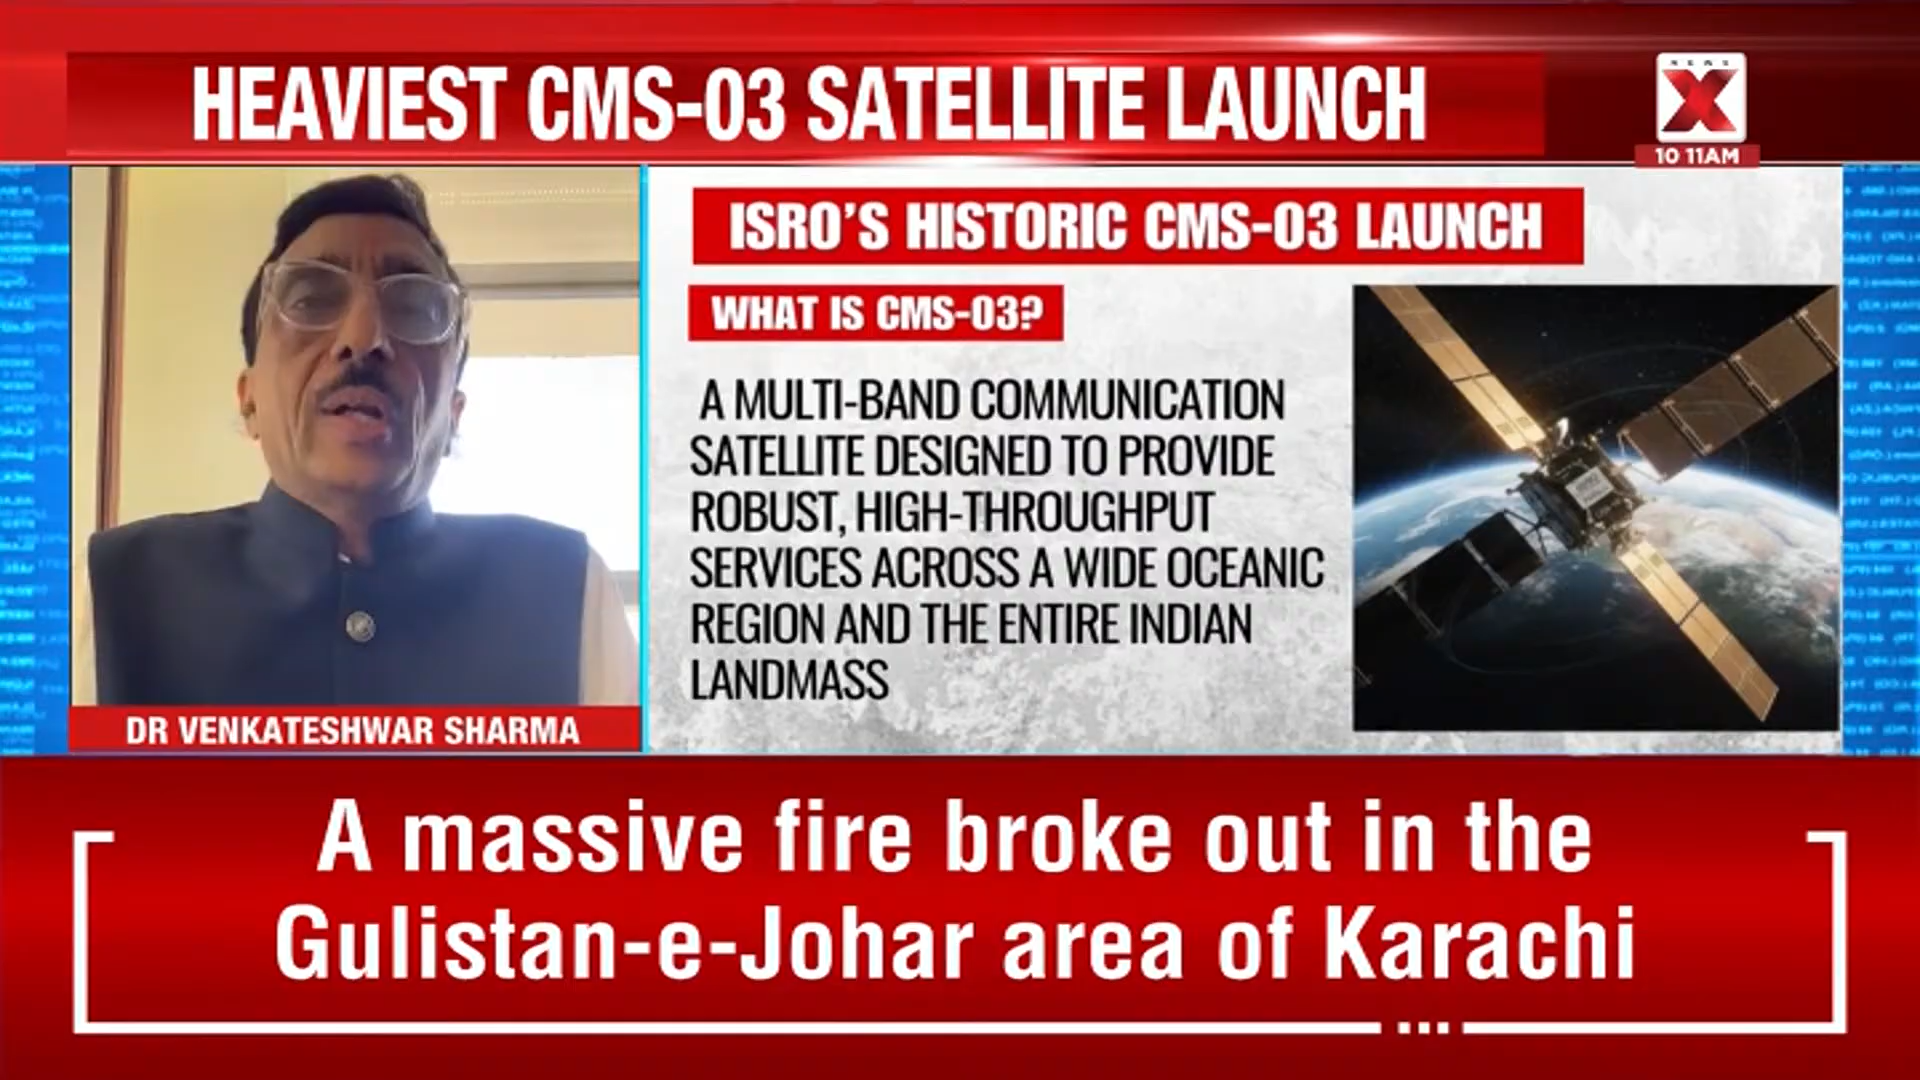 HEAVIEST CMS-03 SATELLITE LAUNCH
NEWS
X
10 11AM
ISRO'S HISTORIC CMS-03 LAUNCH
WHAT IS CMS-03?
A MULTI-BAND COMMUNICATION
SATELLITE DESIGNED TO PROVIDE
ROBUST, HIGH-THROUGHPUT
SERVICES ACROSS A WIDE OCEANIC
REGION AND THE ENTIRE INDIAN
LANDMASS
DR VENKATESHWAR SHARMA
A massive fire broke out in the
Gulistan-e-Johar area of Karachi